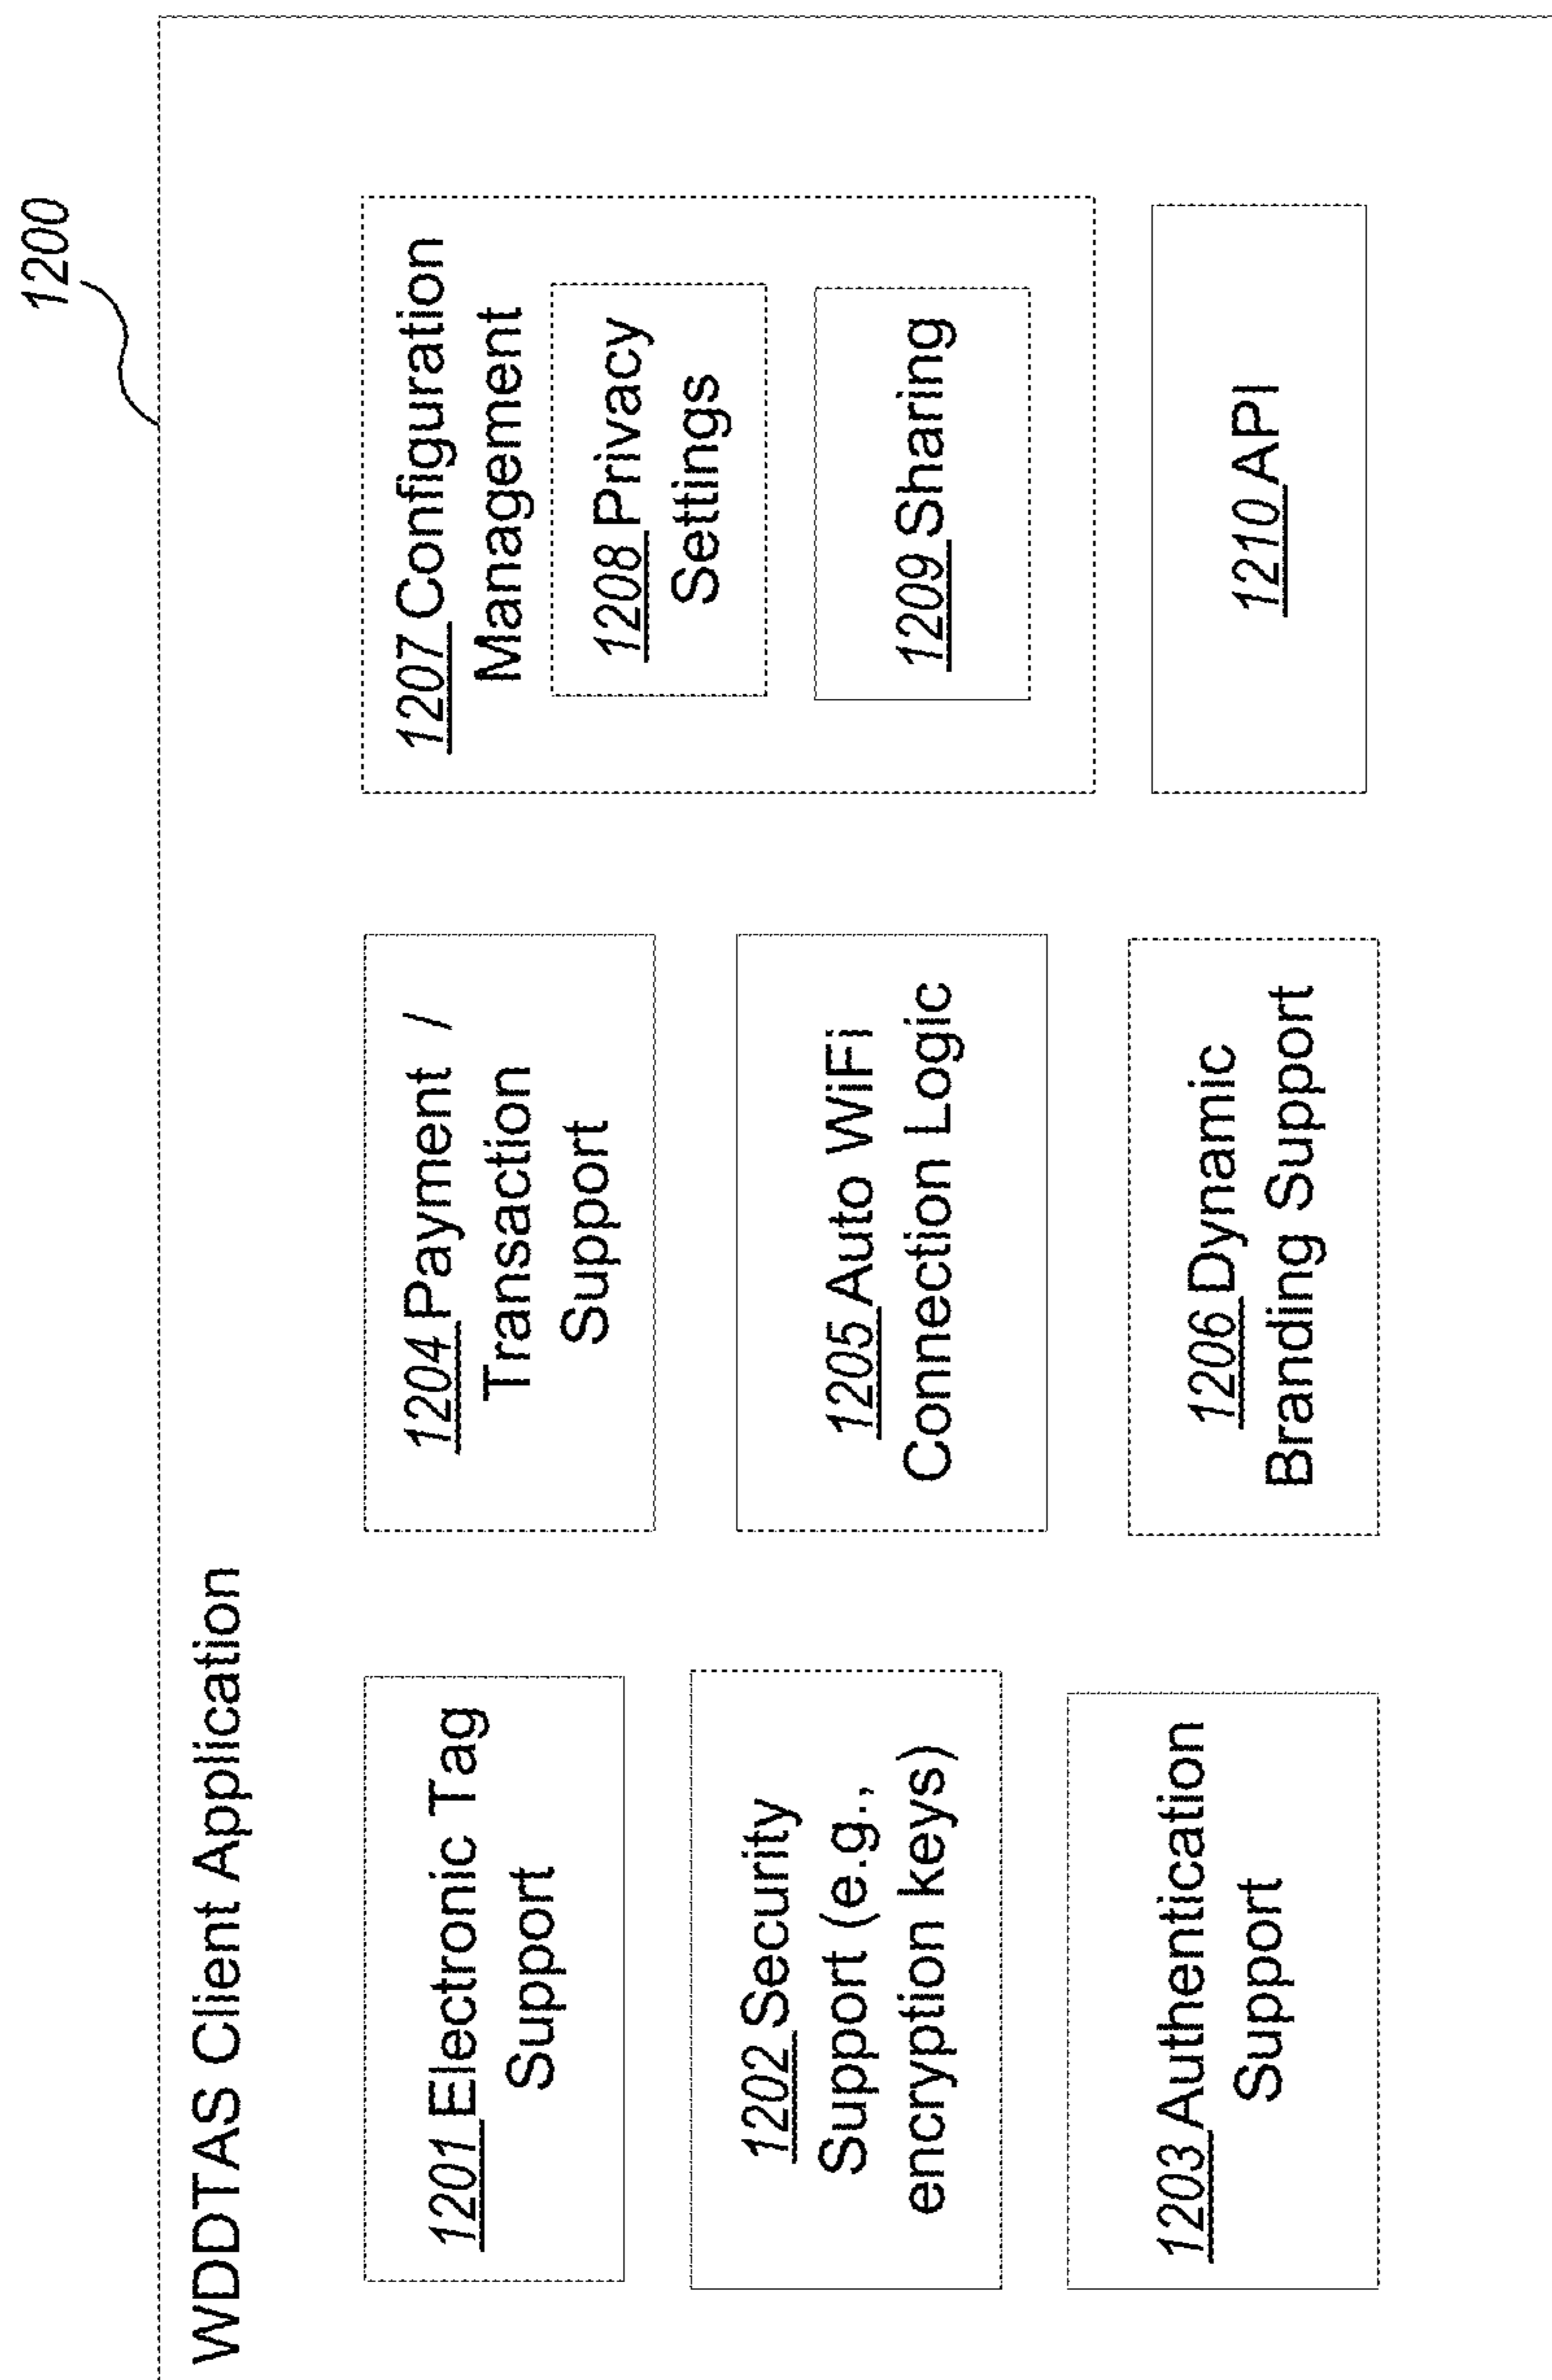 1200
WDDTAS Client Application
1201 Electronic Tag
Support
1202 Security
Support (e.g.,
encryption keys)
1203 Authentication
Support
1204 Payment /
Transaction
Support
1205 Auto WiFi
Connection Logic
1206 Dynamic
Branding Support
1207 Configuration
Management
1208 Privacy
Settings
1209 Sharing
1210 API